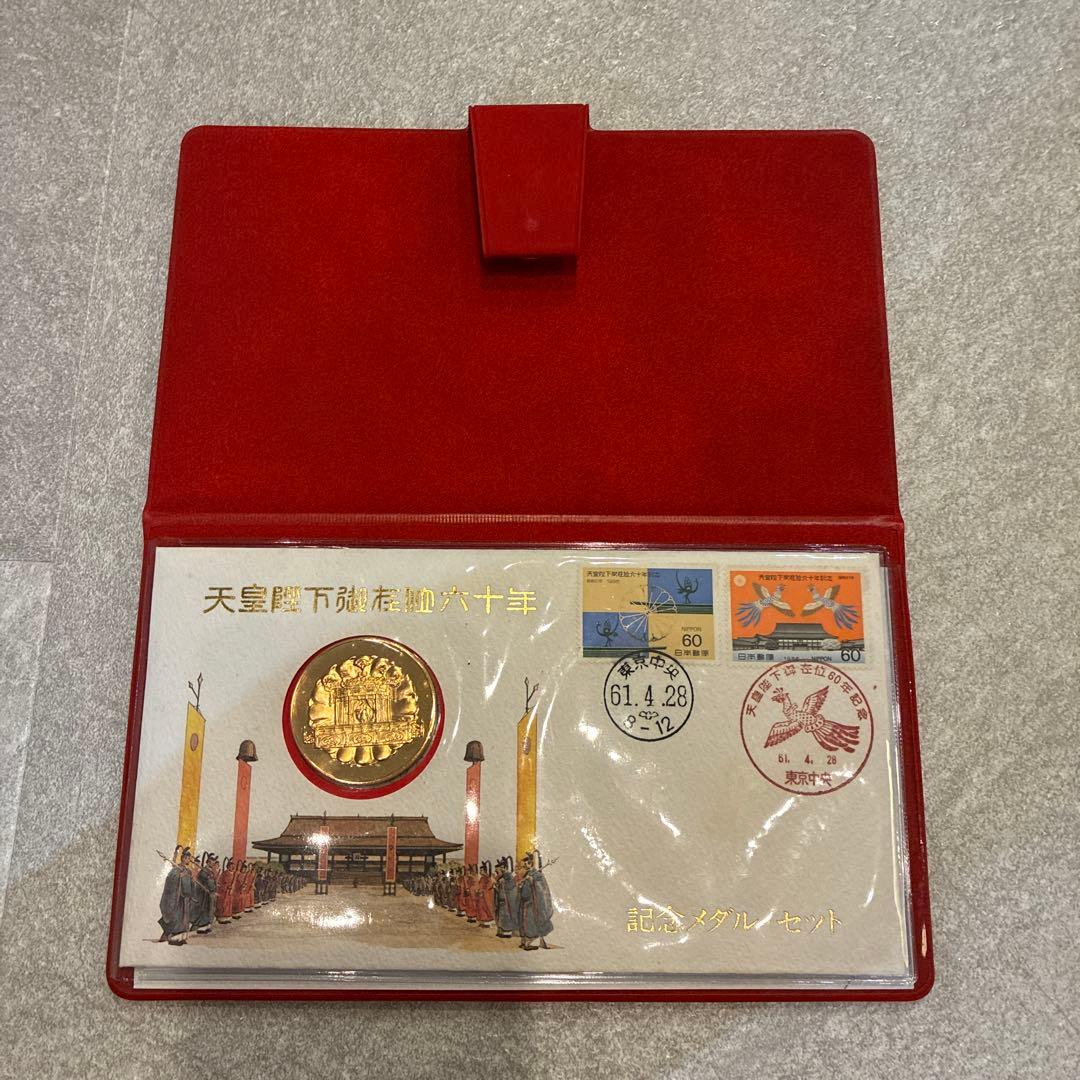 天皇陛下御在位六十年
天皇陛下御在位六十年記念
1986
NIPPON
60
日本郵便
天皇陛下御在位六十年記念
日本郵便
1986
NIPPON
60
東京中央
61.4.28
8-12
天皇陛下御在位60年記念
61. 4. 28
東京中央
記念メダル セット